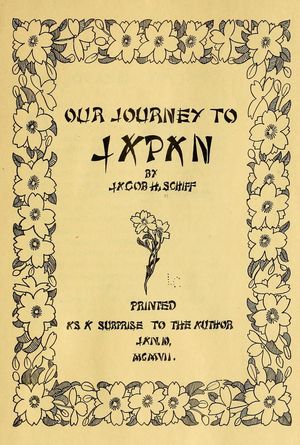 OUR JOURNEY TO
JAPAN
BY
JACOB H. SCHIFF
PRINTED
AS A SURPRISE TO THE AUTHOR
JAN. 10,
MCMVII.